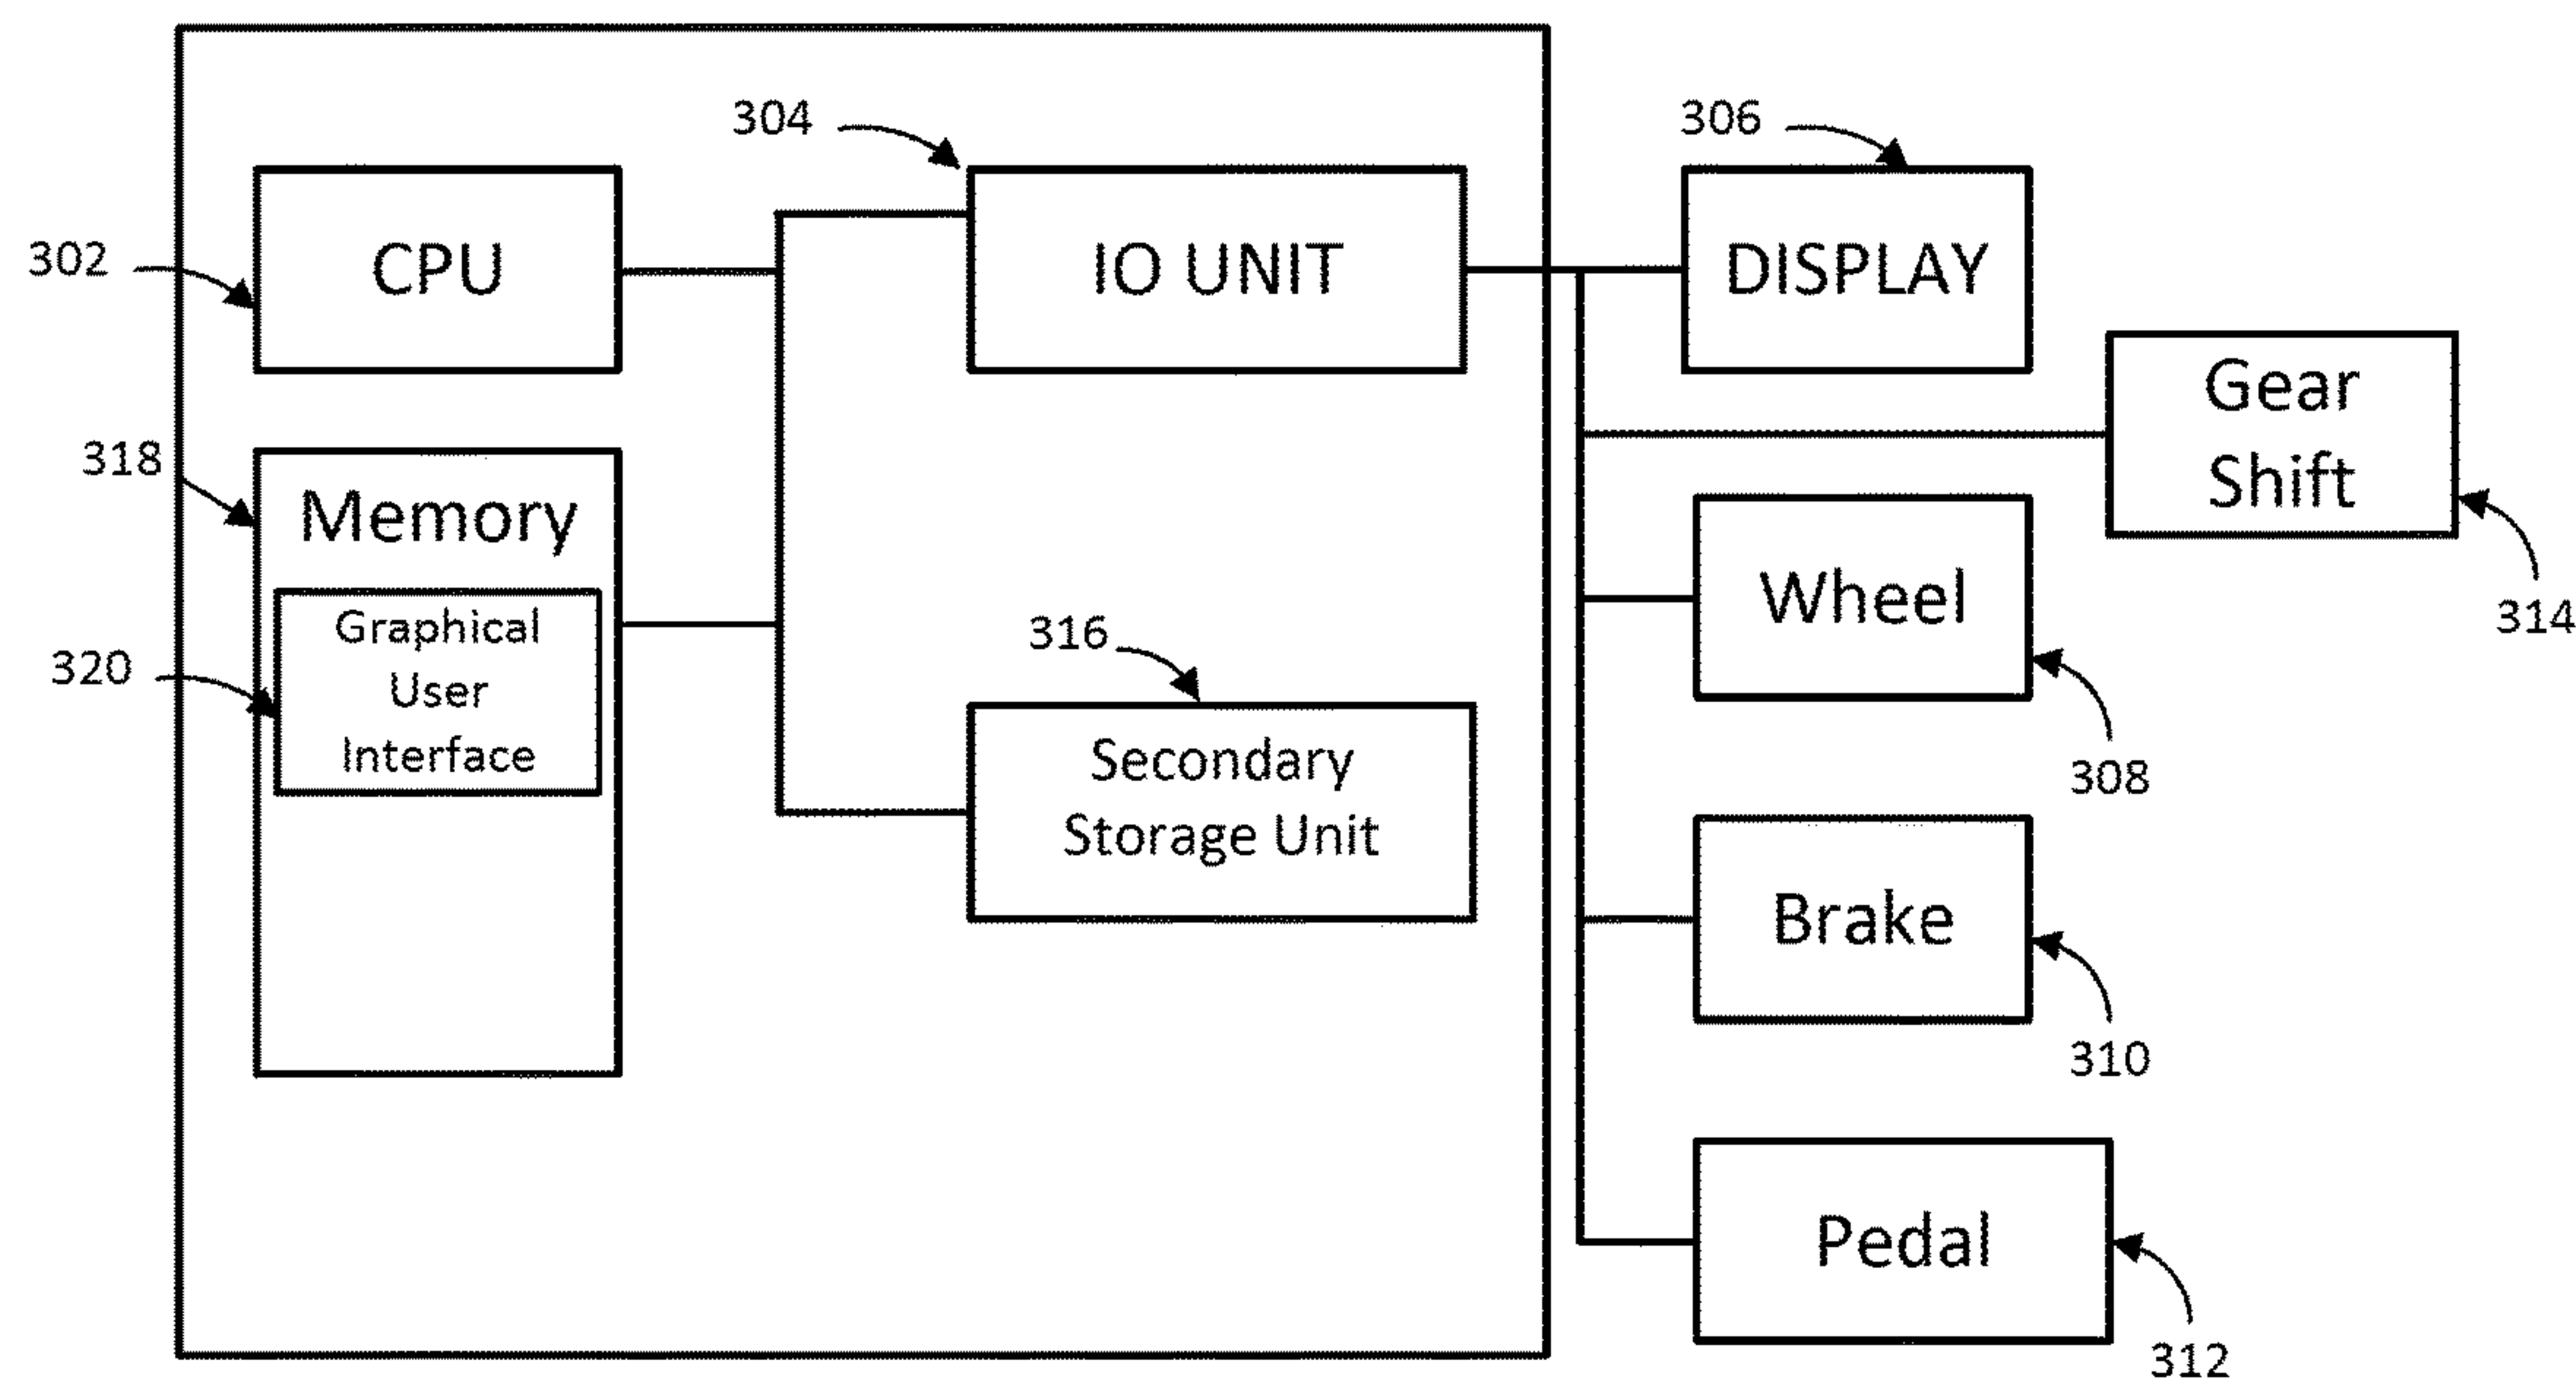 304
306
302
CPU
IO UNIT
DISPLAY
Gear
Shift
314
318
Memory
Graphical
User
Interface
320
316
Secondary
Storage Unit
Wheel
308
Brake
310
Pedal
312